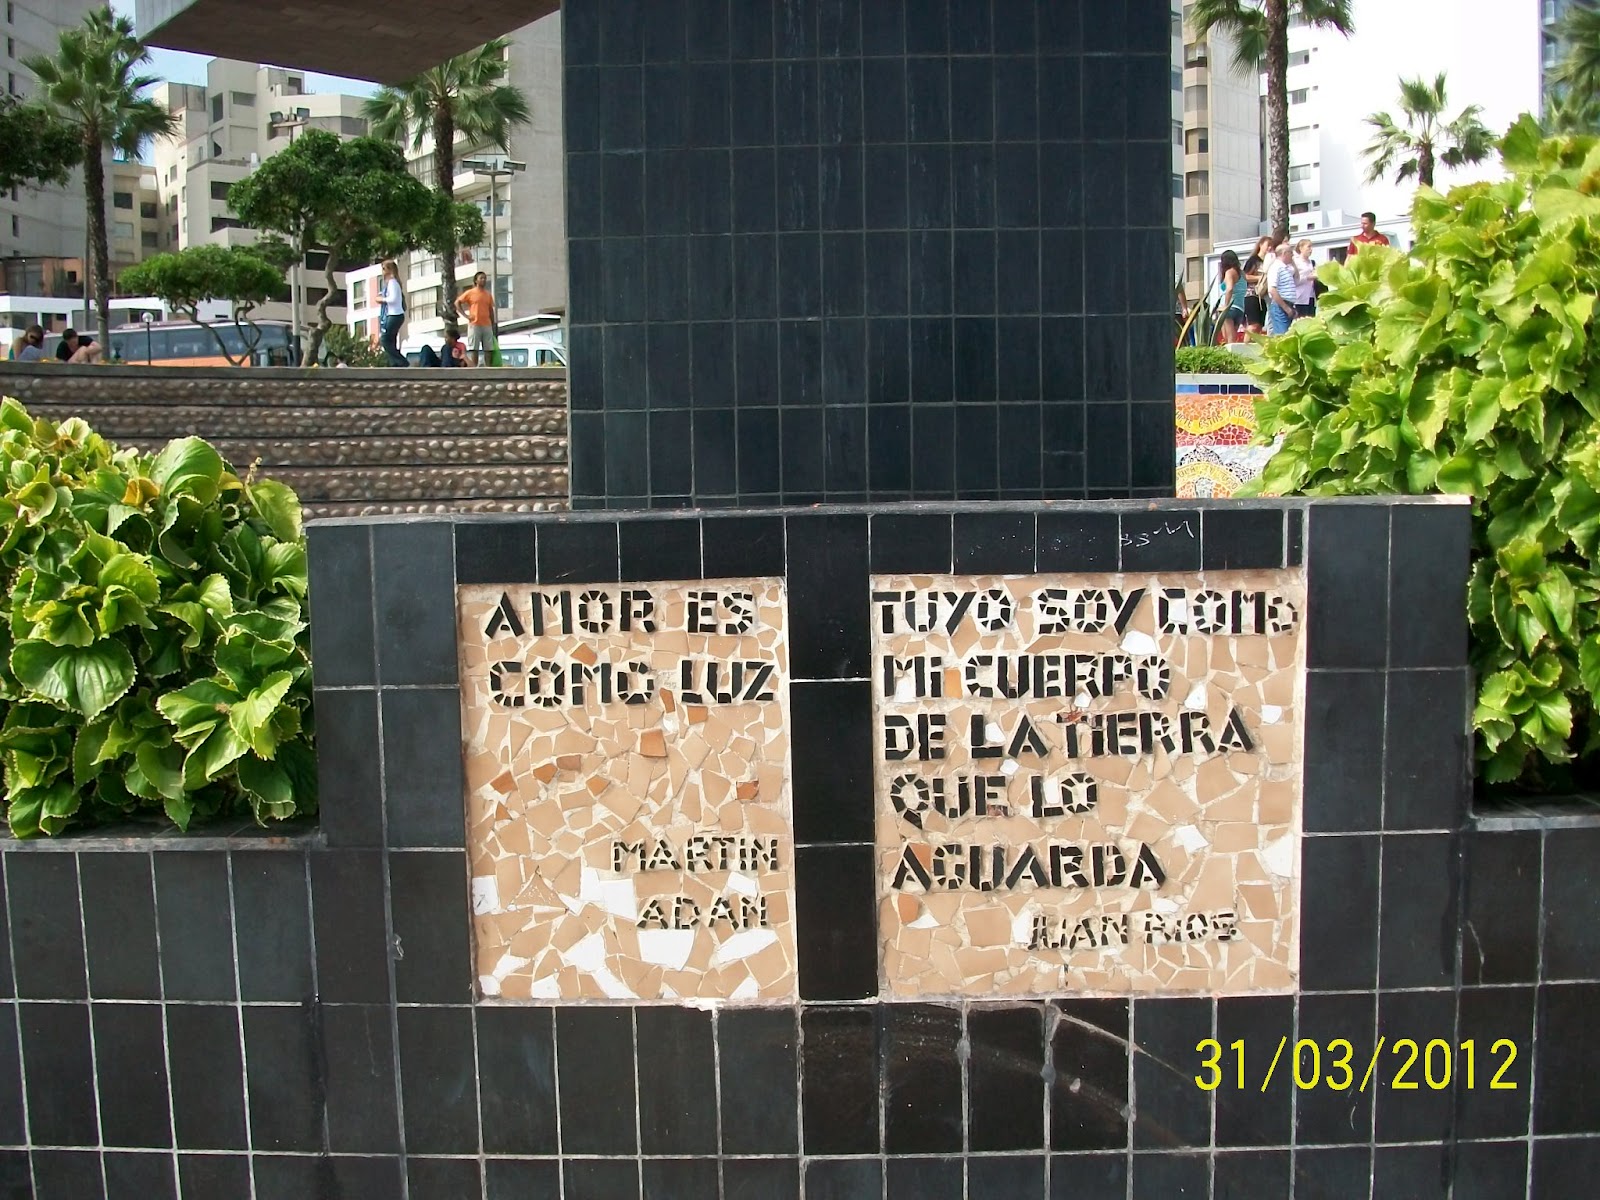 AMOR ES
COMO LUZ
MARTIN
ADAN
TUYO SOY COMO
Mi CUERPO
DE LA TIERRA
QUE LO
AGUARDA
JUAN RIOS
31/03/2012